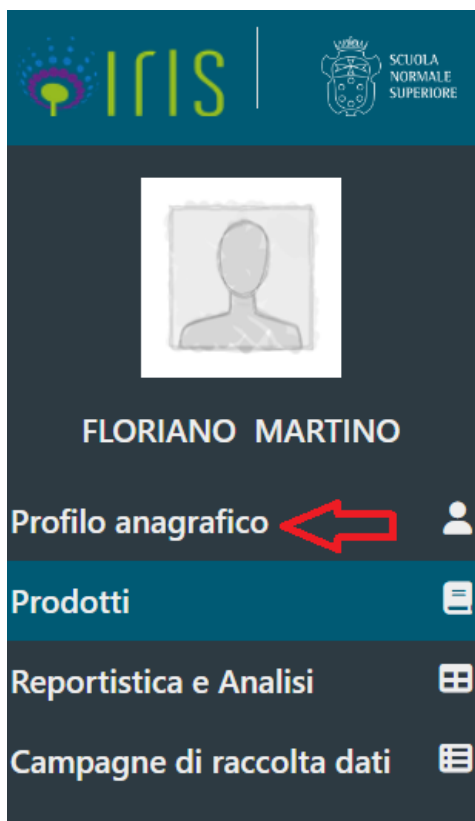 IRIS
SCUOLA
NORMALE
SUPERIORE
FLORIANO MARTINO
Profilo anagrafico
Prodotti
Reportistica e Analisi
Campagne di raccolta dati